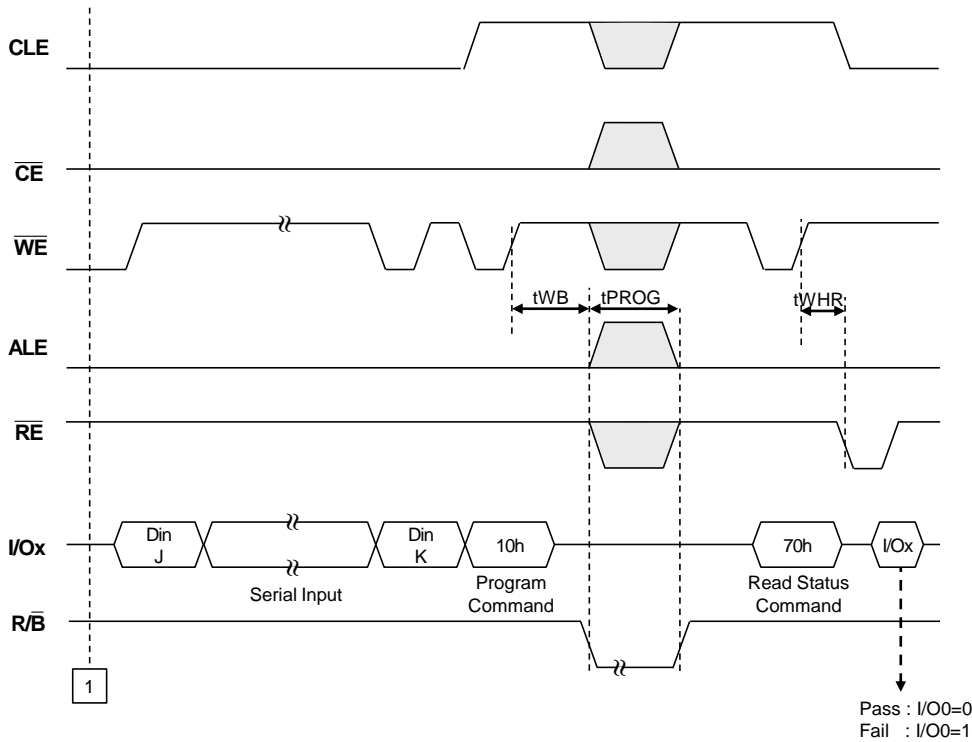 CLE
CE
WE
tWB
tPROG
tWHR
ALE
RE
I/Ox
Din
J
Din
K
10h
70h
I/Ox
Serial Input
Program
Command
Read Status
Command
R/B̅
1
Pass : I/O0=0
Fail : I/O0=1